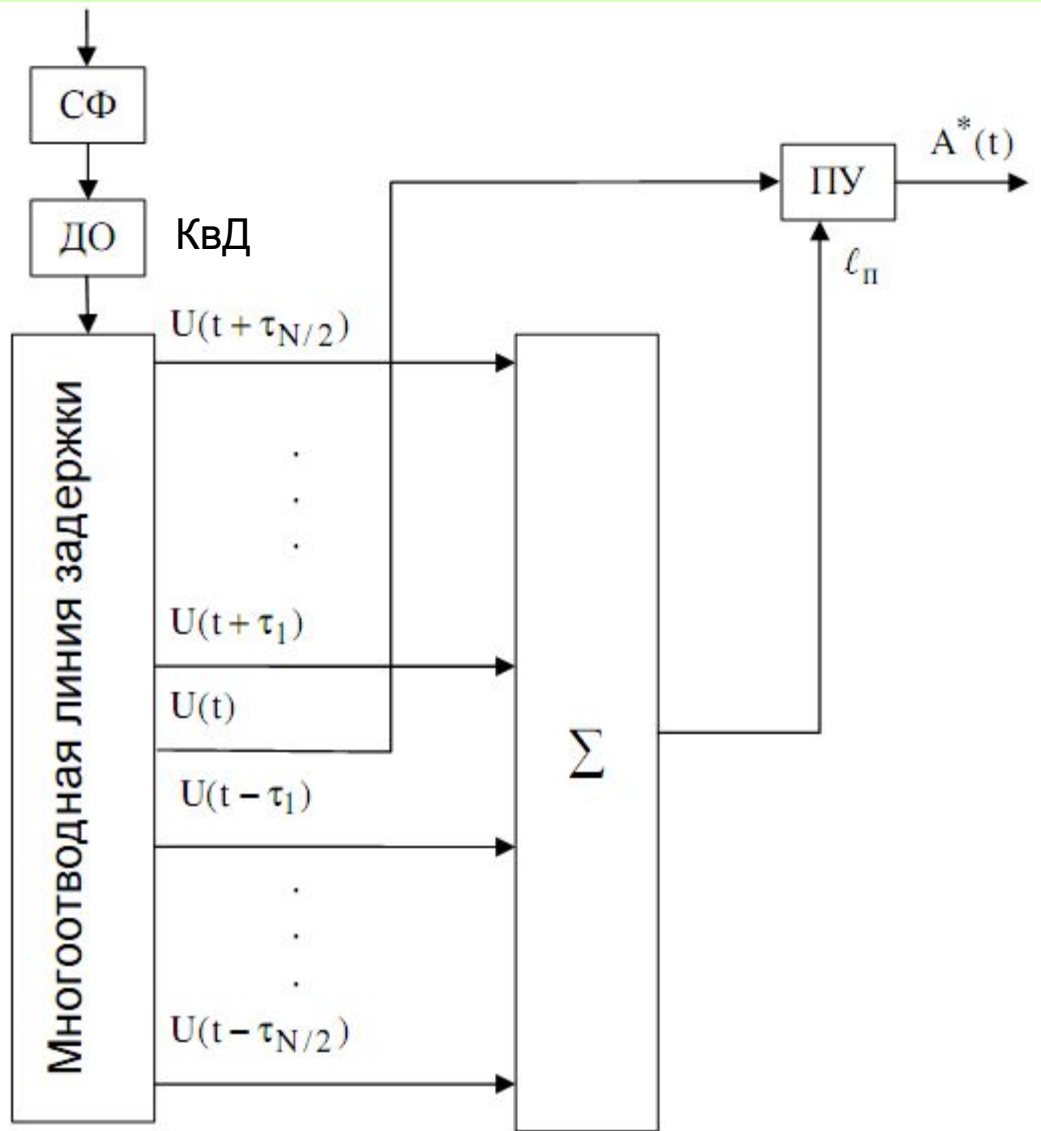 СФ
A*(t)
ПУ
ДО
КвД
ℓп
U(t + τN/2)
Многоотводная линия задержки
U(t + τ1)
U(t)
∑
U(t − τ1)
U(t − τN/2)